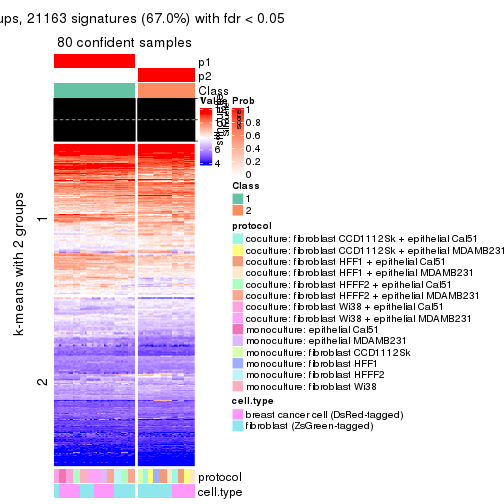 ups, 21163 signatures (67.0%) with fdr < 0.05
80 confident samples
p1
p2
Class
Value
4
6
Prob
1
0.8
0.6
0.4
0.2
0
Class
1
2
protocol
coculture: fibroblast CCD1112Sk + epithelial Cal51
coculture: fibroblast CCD1112Sk + epithelial MDAMB231
coculture: fibroblast HFF1 + epithelial Cal51
coculture: fibroblast HFF1 + epithelial MDAMB231
coculture: fibroblast HFFF2 + epithelial Cal51
coculture: fibroblast HFFF2 + epithelial MDAMB231
coculture: fibroblast Wi38 + epithelial Cal51
coculture: fibroblast Wi38 + epithelial MDAMB231
monoculture: epithelial Cal51
monoculture: epithelial MDAMB231
monoculture: fibroblast CCD1112Sk
monoculture: fibroblast HFF1
monoculture: fibroblast HFFF2
monoculture: fibroblast Wi38
cell.type
breast cancer cell (DsRed-tagged)
fibroblast (ZsGreen-tagged)
k-means with 2 groups
1
2
protocol
cell.type